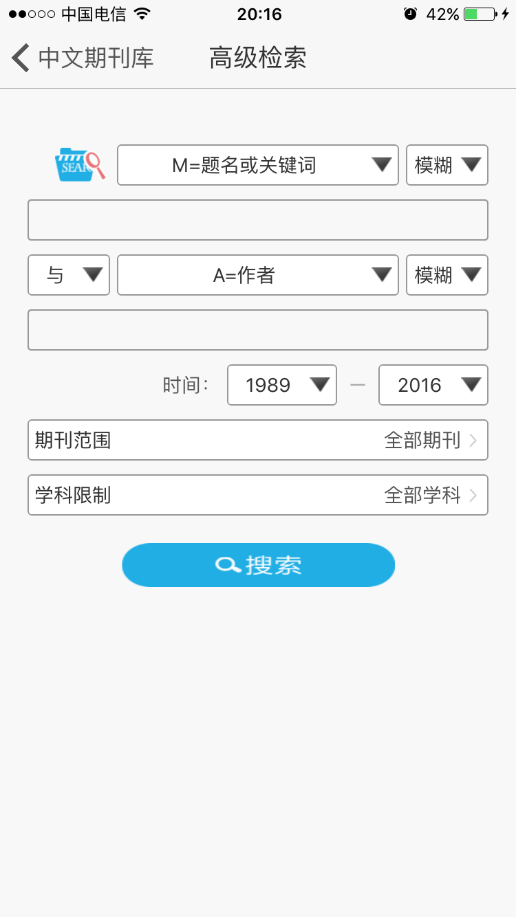 中国电信 20:16 42%
中文期刊库 高级检索
SEAR M=题名或关键词 模糊
与 A=作者 模糊
时间： 1989 — 2016
期刊范围 全部期刊
学科限制 全部学科
搜索